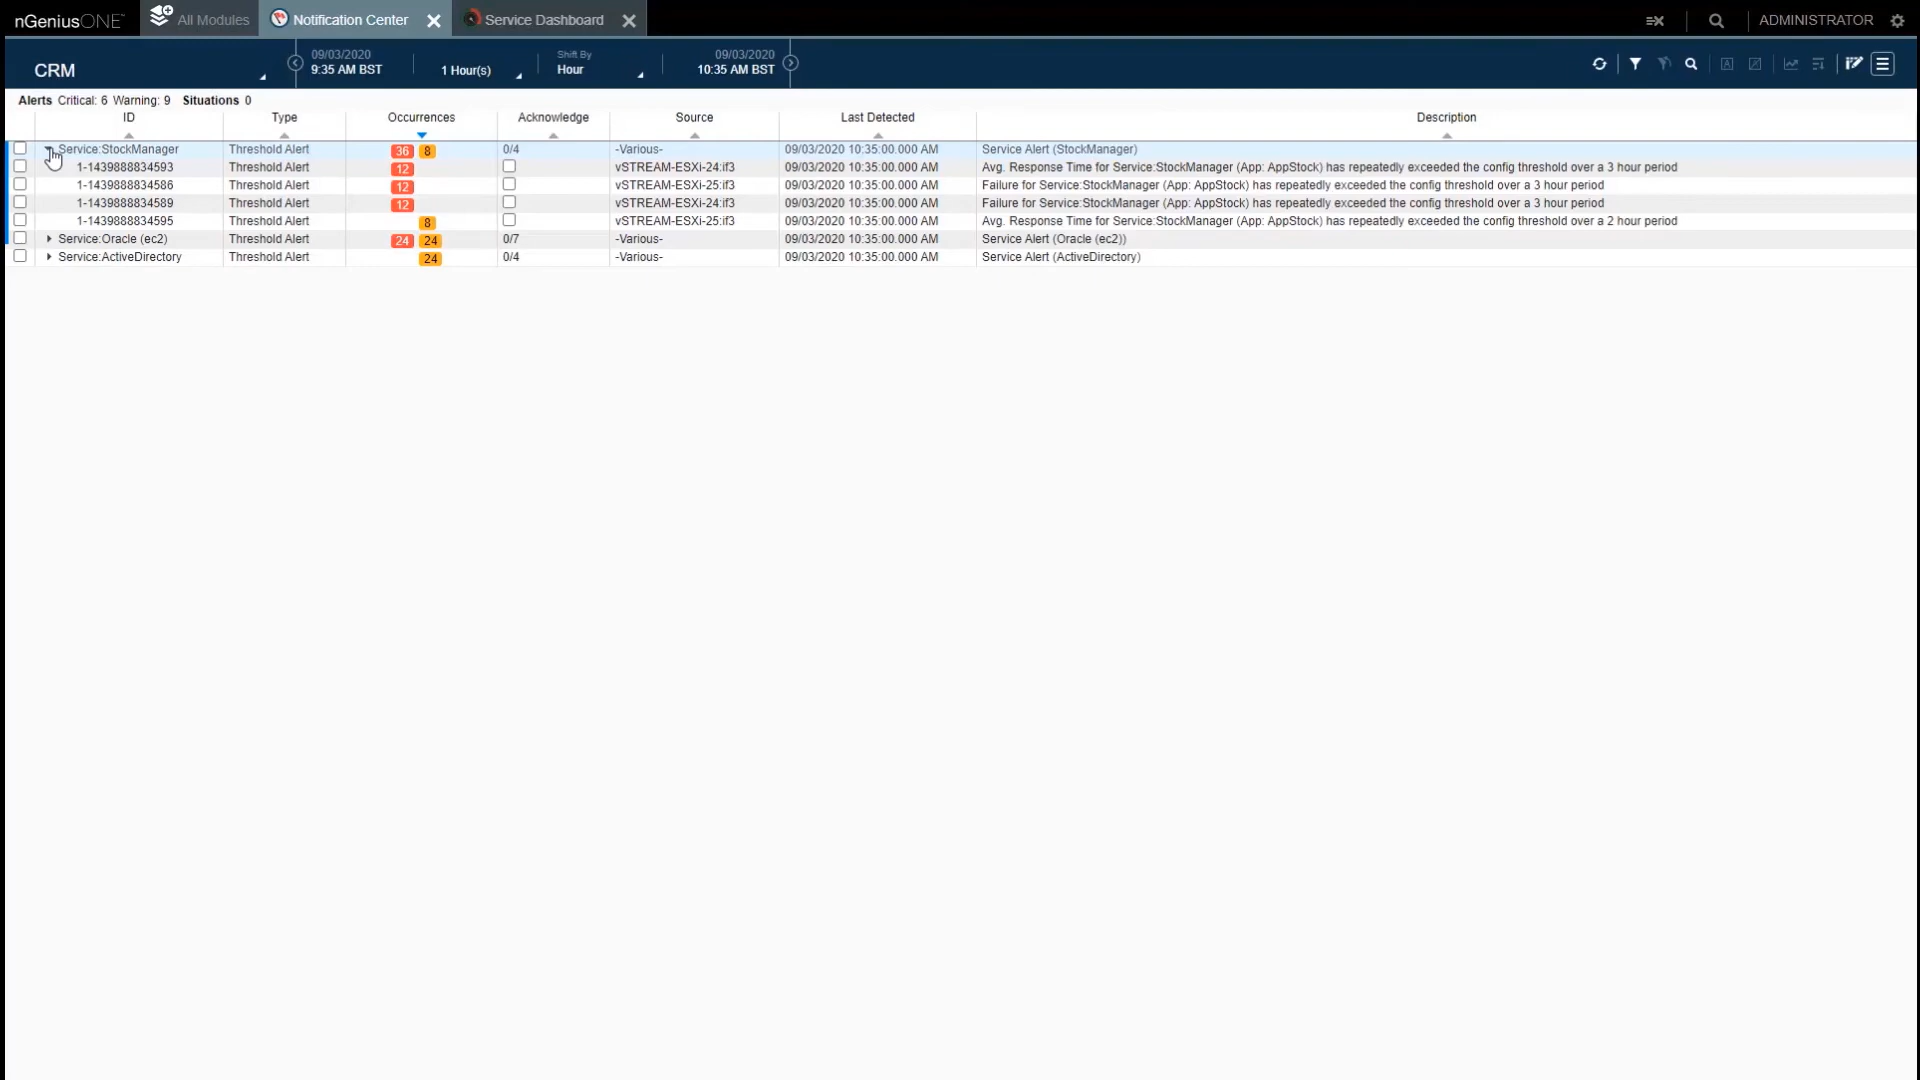 nGeniusONE™ All Modules Notification Center Service Dashboard ADMINISTRATOR
CRM 09/03/2020 9:35 AM BST 1 Hour(s) Shift By Hour 09/03/2020 10:35 AM BST
Alerts Critical: 6 Warning: 9 Situations 0
ID Type Occurrences Acknowledge Source Last Detected Description
Service:StockManager Threshold Alert 36 8 0/4 -Various- 09/03/2020 10:35:00.000 AM Service Alert (StockManager)
1-1439888834593 Threshold Alert 12 vSTREAM-ESXi-24:if3 09/03/2020 10:35:00.000 AM Avg. Response Time for Service:StockManager (App: AppStock) has repeatedly exceeded the config threshold over a 3 hour period
1-1439888834586 Threshold Alert 12 vSTREAM-ESXi-25:if3 09/03/2020 10:35:00.000 AM Failure for Service:StockManager (App: AppStock) has repeatedly exceeded the config threshold over a 3 hour period
1-1439888834589 Threshold Alert 12 vSTREAM-ESXi-24:if3 09/03/2020 10:35:00.000 AM Failure for Service:StockManager (App: AppStock) has repeatedly exceeded the config threshold over a 3 hour period
1-1439888834595 Threshold Alert 8 vSTREAM-ESXi-25:if3 09/03/2020 10:35:00.000 AM Avg. Response Time for Service:StockManager (App: AppStock) has repeatedly exceeded the config threshold over a 2 hour period
Service:Oracle (ec2) Threshold Alert 24 24 0/7 -Various- 09/03/2020 10:35:00.000 AM Service Alert (Oracle (ec2))
Service:ActiveDirectory Threshold Alert 24 0/4 -Various- 09/03/2020 10:35:00.000 AM Service Alert (ActiveDirectory)